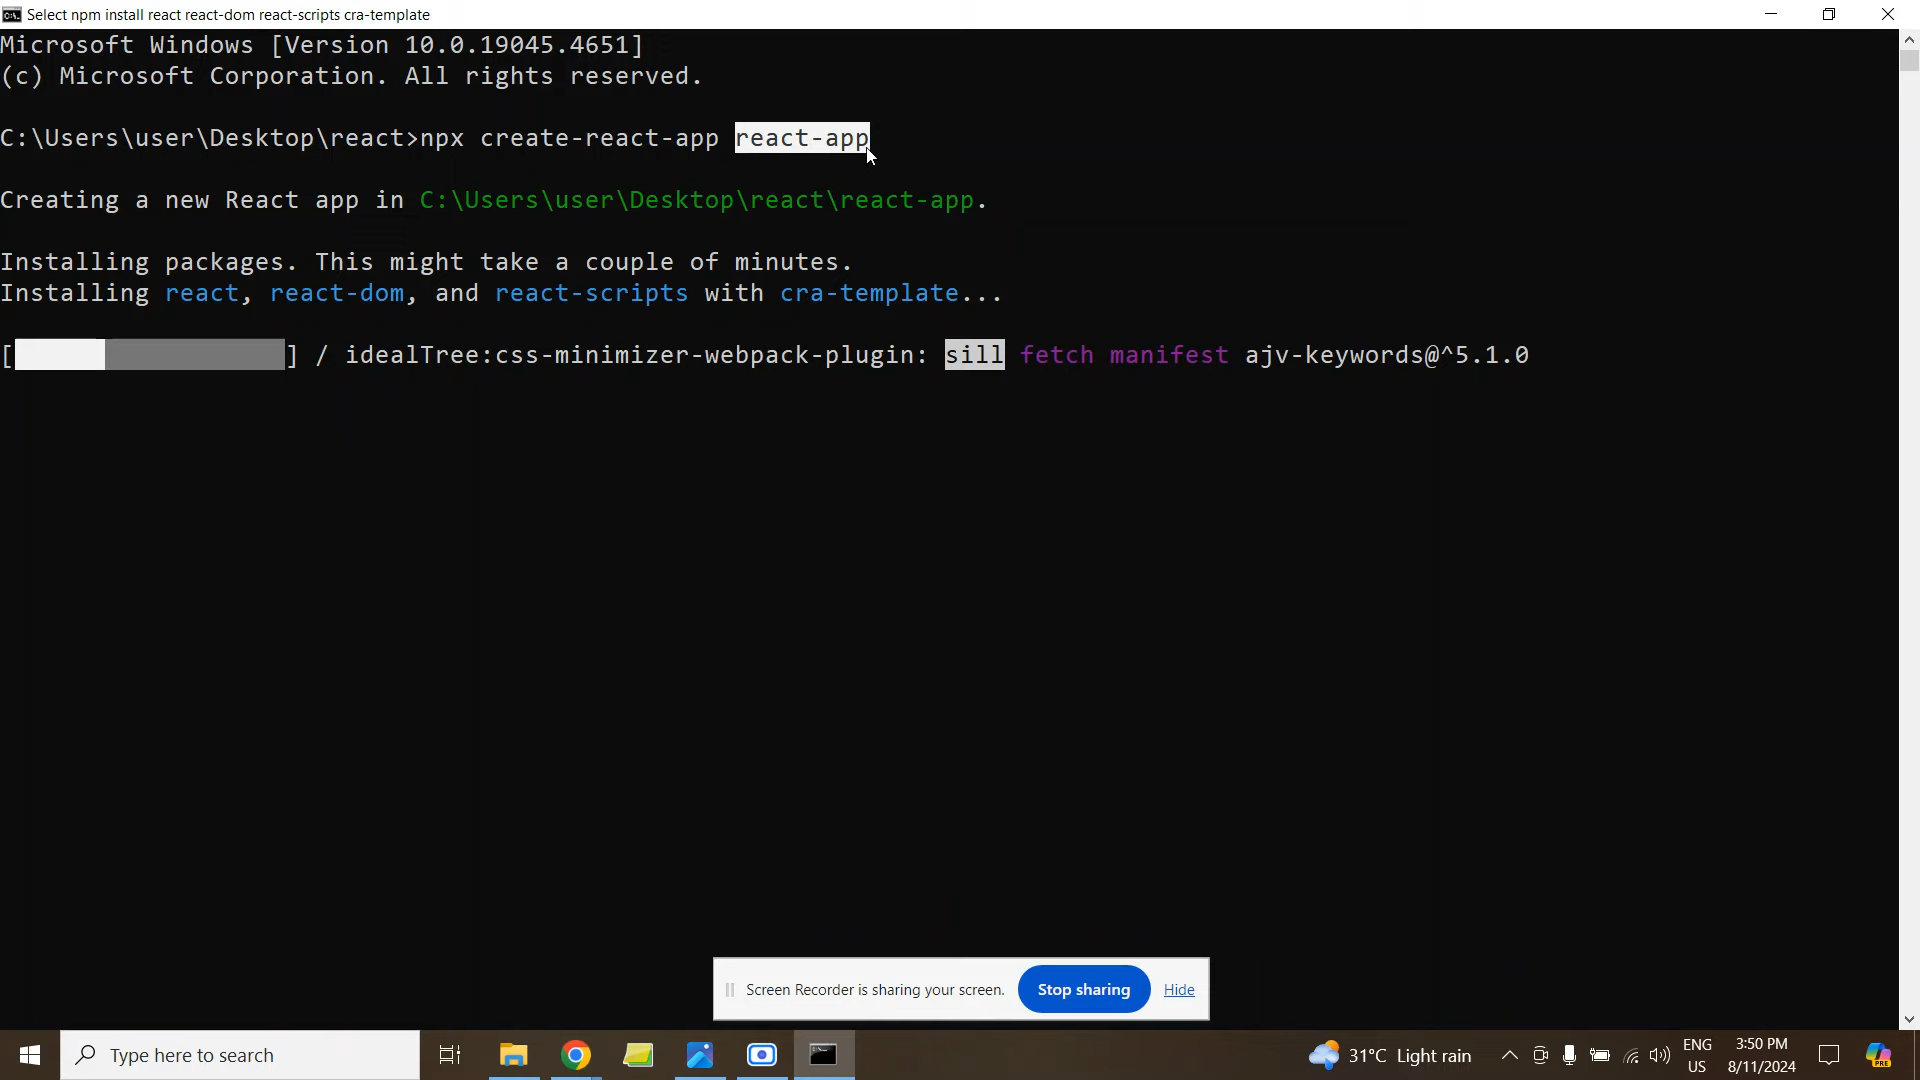 Select npm install react react-dom react-scripts cra-template
Microsoft Windows [Version 10.0.19045.4651]
(c) Microsoft Corporation. All rights reserved.
C:\Users\user\Desktop\react>npx create-react-app react-app
Creating a new React app in C:\Users\user\Desktop\react\react-app.
Installing packages. This might take a couple of minutes.
Installing react, react-dom, and react-scripts with cra-template...
[                  ] / idealTree:css-minimizer-webpack-plugin: sill fetch manifest ajv-keywords@^5.1.0
Screen Recorder is sharing your screen. Stop sharing Hide
Type here to search
31°C Light rain
ENG
US
3:50 PM
8/11/2024
PRE